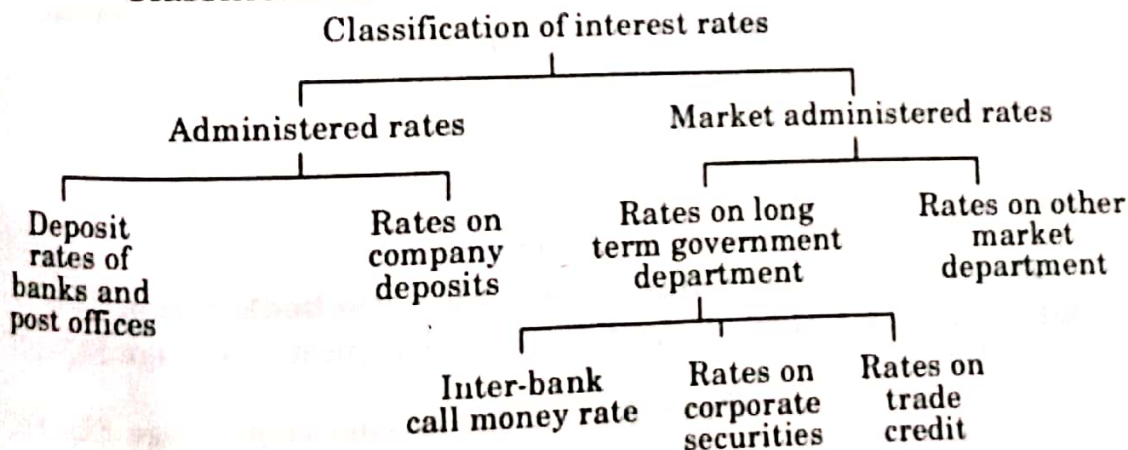 Classification of interest rates
Administered rates
Market administered rates
Deposit
rates of
banks and
post offices
Rates on
company
deposits
Rates on long
term government
department
Rates on other
market
department
Inter-bank
call money rate
Rates on
corporate
securities
Rates on
trade
credit